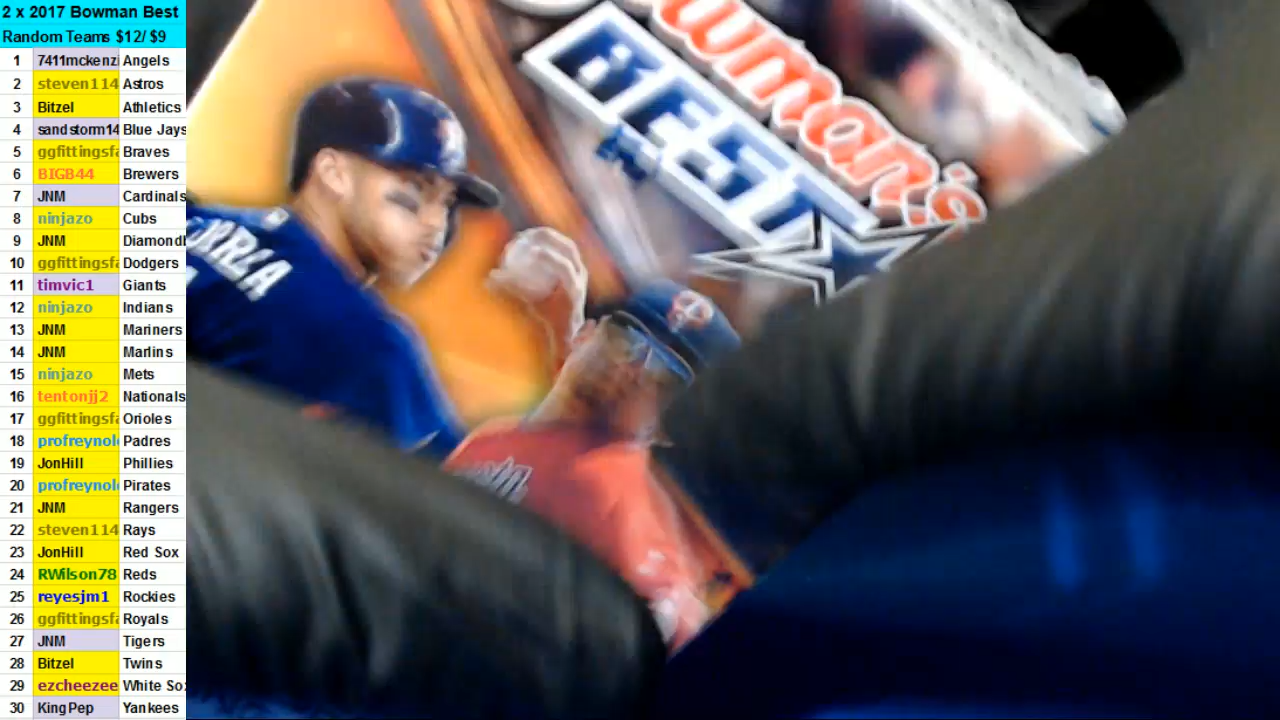 2 x 2017 Bowman Best
Random Teams $12/ $9
1 7411mckenzi Angels
2 steven114 Astros
3 Bitzel Athletics
4 sandstorm14 Blue Jays
5 ggfittingsfa Braves
6 BIGB44 Brewers
7 JNM Cardinals
8 ninjazo Cubs
9 JNM Diamond
10 ggfittingsfa Dodgers
11 timvic1 Giants
12 ninjazo Indians
13 JNM Mariners
14 JNM Marlins
15 ninjazo Mets
16 tentonjj2 Nationals
17 ggfittingsfa Orioles
18 profreynol Padres
19 JonHill Phillies
20 profreynol Pirates
21 JNM Rangers
22 steven114 Rays
23 JonHill Red Sox
24 RWilson78 Reds
25 reyesjm1 Rockies
26 ggfittingsfa Royals
27 JNM Tigers
28 Bitzel Twins
29 ezcheezee White Sox
30 KingPep Yankees
owman's
BEST